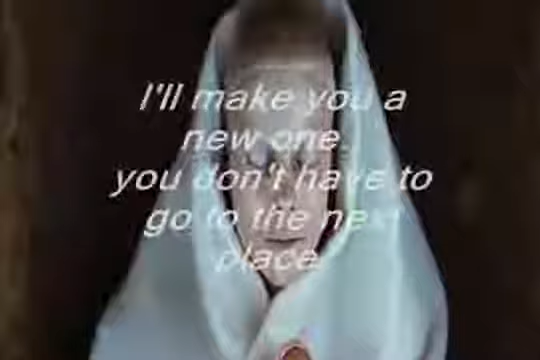 I'll make you a
new one.
you don't have to
go to the next
place.